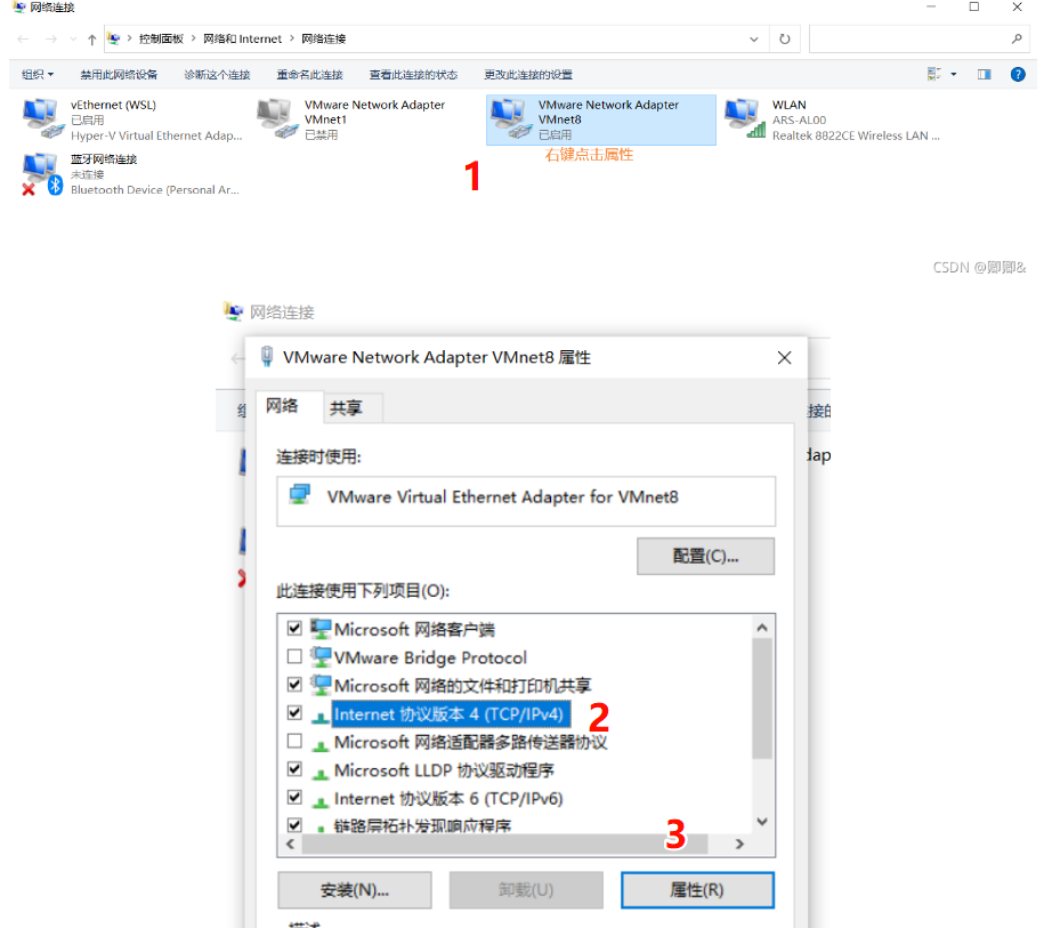 网络连接
控制面板 > 网络和 Internet > 网络连接
组织 禁用此网络设备 诊断这个连接 重命名此连接 查看此连接的状态 更改此连接的设置
vEthernet (WSL)
已启用
Hyper-V Virtual Ethernet Adap...
VMware Network Adapter
VMnet1
已禁用
VMware Network Adapter
VMnet8
已启用
右键点击属性
WLAN
ARS-AL00
Realtek 8822CE Wireless LAN ...
蓝牙网络连接
未连接
Bluetooth Device (Personal Ar...
1
CSDN @卿卿&
网络连接
VMware Network Adapter VMnet8 属性
网络 共享
接的
dap
连接时使用:
VMware Virtual Ethernet Adapter for VMnet8
配置(C)...
此连接使用下列项目(O):
Microsoft 网络客户端
VMware Bridge Protocol
Microsoft 网络的文件和打印机共享
Internet 协议版本 4 (TCP/IPv4)
2
Microsoft 网络适配器多路传送器协议
Microsoft LLDP 协议驱动程序
Internet 协议版本 6 (TCP/IPv6)
链路层拓扑发现响应程序
3
安装(N)... 卸载(U) 属性(R)